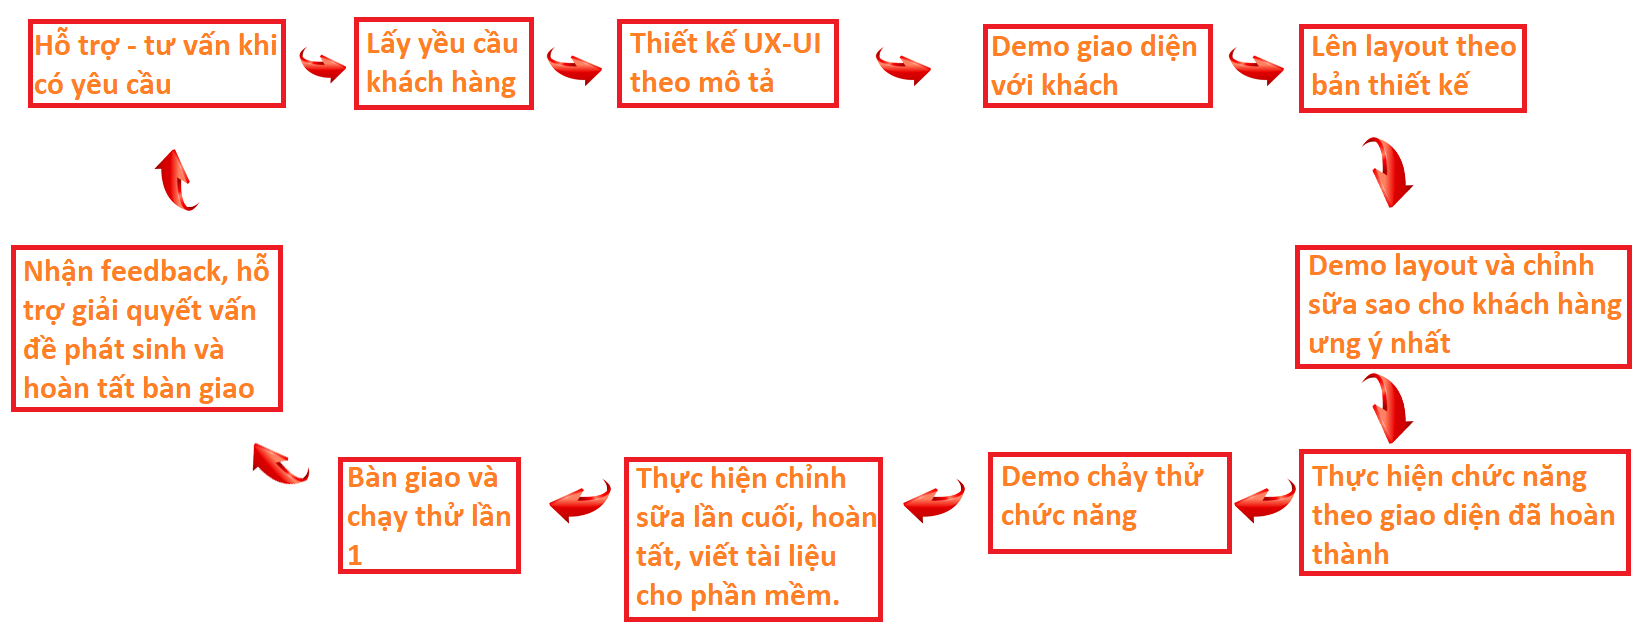 Hỗ trợ - tư vấn khi
có yêu cầu
Lấy yều cầu
khách hàng
Thiết kế UX-UI
theo mô tả
Demo giao diện
với khách
Lên layout theo
bản thiết kế
Demo layout và chỉnh
sữa sao cho khách hàng
ưng ý nhất
Thực hiện chức năng
theo giao diện đã hoàn
thành
Demo chảy thử
chức năng
Thực hiện chỉnh
sữa lần cuối, hoàn
tất, viết tài liệu
cho phần mềm.
Bàn giao và
chạy thử lần
1
Nhận feedback, hỗ
trợ giải quyết vấn
đề phát sinh và
hoàn tất bàn giao